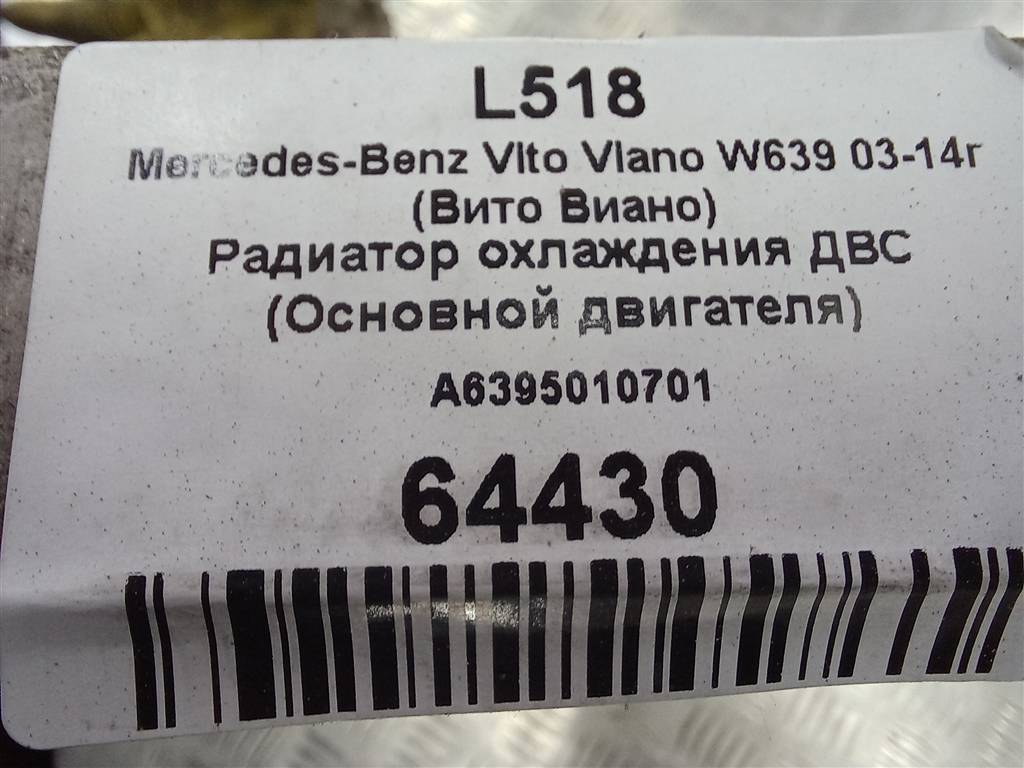 L518
Mercedes-Benz Vito Viano W639 03-14г
(Вито Виано)
Радиатор охлаждения ДВС
(Основной двигателя)
A6395010701
64430